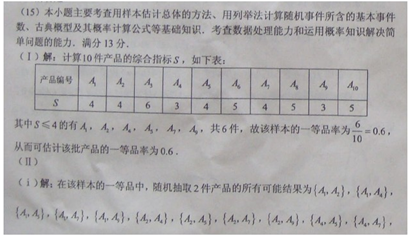 (15) 本小题主要考查用样本估计总体的方法、用列举法计算随机事件所含的基本事件
数、古典概型及其概率计算公式等基础知识. 考查数据处理能力和运用概率知识解决简
单问题的能力. 满分 13 分.
(Ⅰ) 解: 计算 10 件产品的综合指标 S, 如下表:
产品编号 A₁ A₂ A₃ A₄ A₅ A₆ A₇ A₈ A₉ A₁₀
S 4 4 6 3 4 5 4 5 3 5
其中 S≤4 的有 A₁, A₂, A₄, A₅, A₇, A₉, 共 6 件, 故该样本的一等品率为 6/10 = 0.6,
从而可估计该批产品的一等品率为 0.6.
(Ⅱ)
(ⅰ) 解: 在该样本的一等品中, 随机抽取 2 件产品的所有可能结果为 {A₁, A₂}, {A₁, A₄},
{A₁, A₅}, {A₁, A₇}, {A₁, A₉}, {A₂, A₄}, {A₂, A₅}, {A₂, A₇}, {A₂, A₉}, {A₄, A₅}, {A₄, A₇},